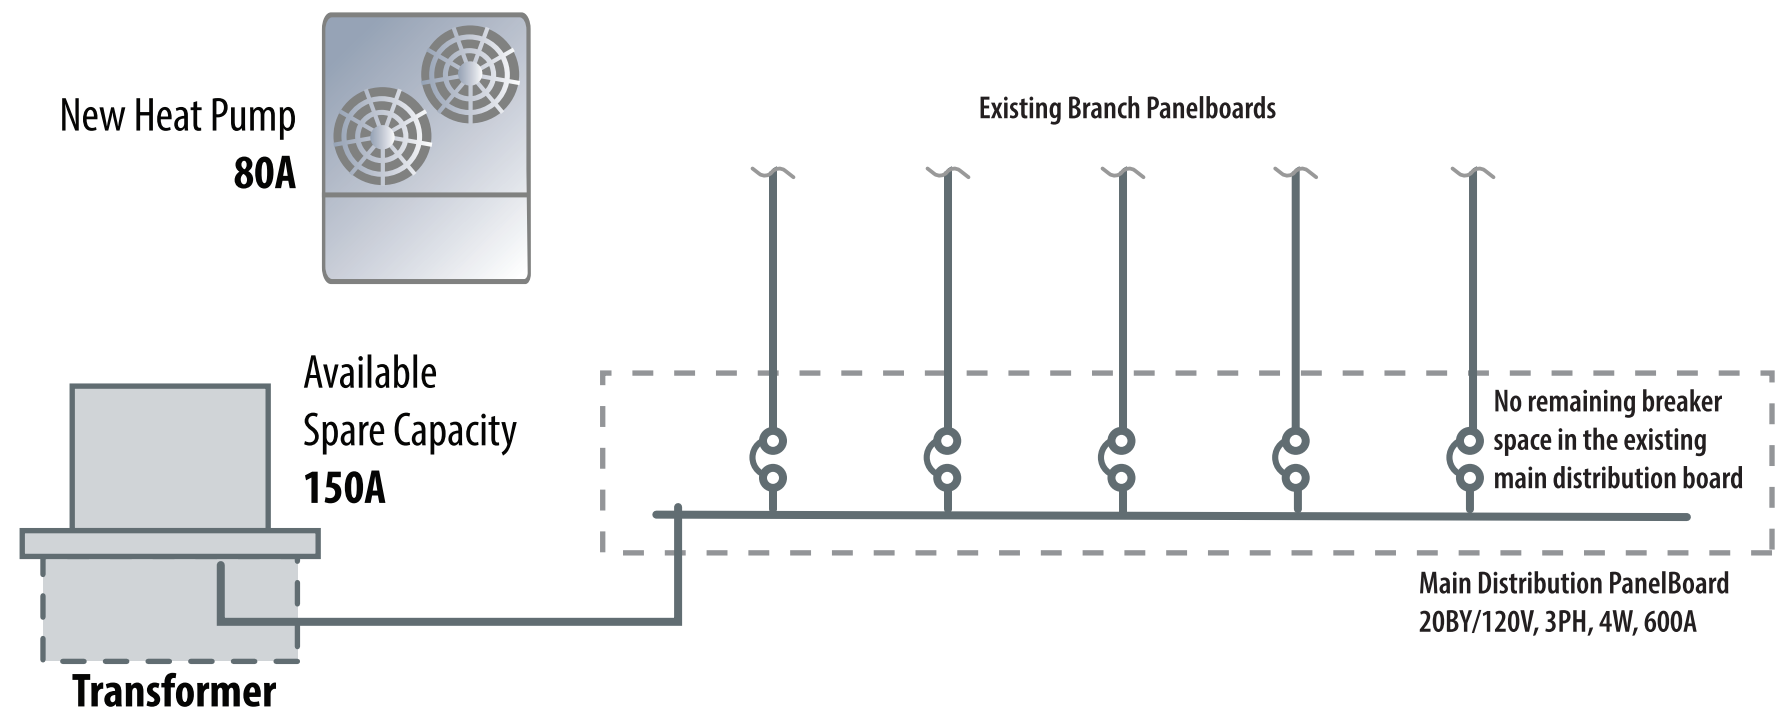 New Heat Pump
80A
Existing Branch Panelboards
Available
Spare Capacity
150A
No remaining breaker
space in the existing
main distribution board
Main Distribution PanelBoard
20BY/120V, 3PH, 4W, 600A
Transformer